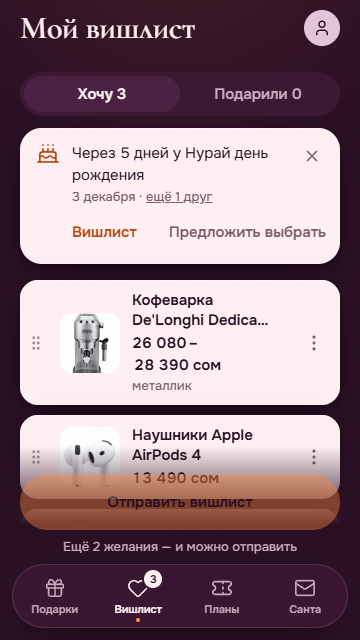 Мой вишлист
Хочу 3
Подарили 0
Через 5 дней у Нурай день
рождения
3 декабря · ещё 1 друг
Вишлист
Предложить выбрать
Кофеварка
De'Longhi Dedica...
26 080 –
28 390 сом
металлик
Наушники Apple
AirPods 4
13 490 сом
Отправить вишлист
Ещё 2 желания — и можно отправить
3
Подарки
Вишлист
Планы
Санта